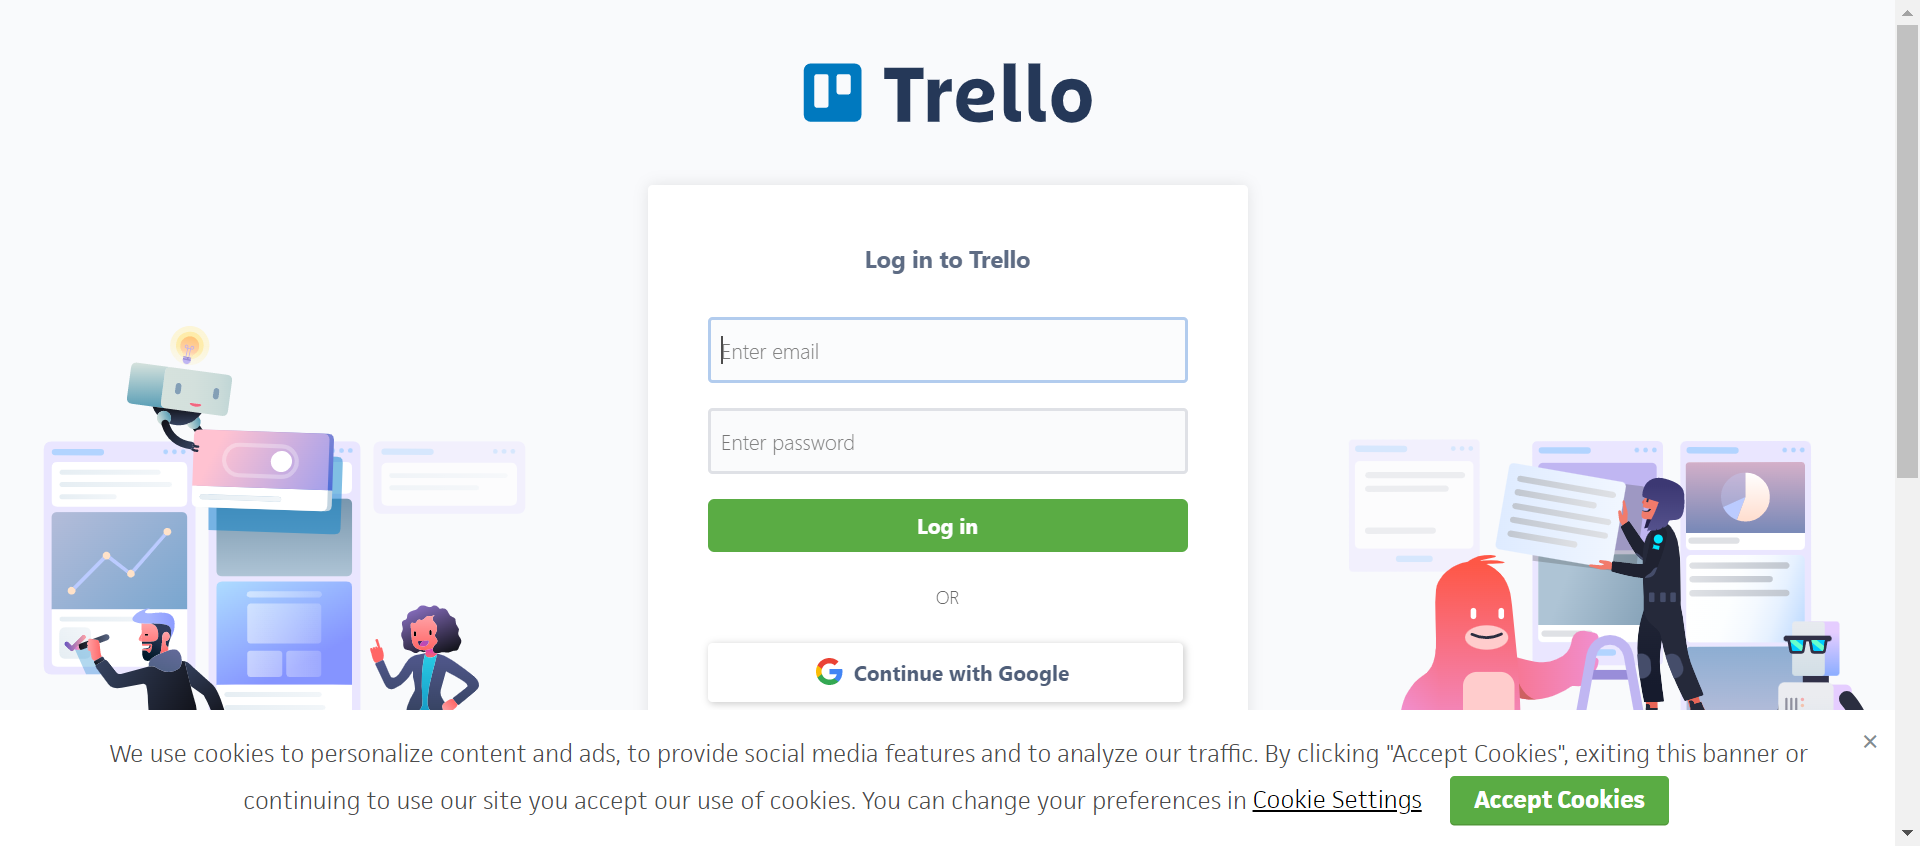 Trello
Log in to Trello
Enter email
Enter password
Log in
OR
Continue with Google
We use cookies to personalize content and ads, to provide social media features and to analyze our traffic. By clicking "Accept Cookies", exiting this banner or
continuing to use our site you accept our use of cookies. You can change your preferences in Cookie Settings
Accept Cookies